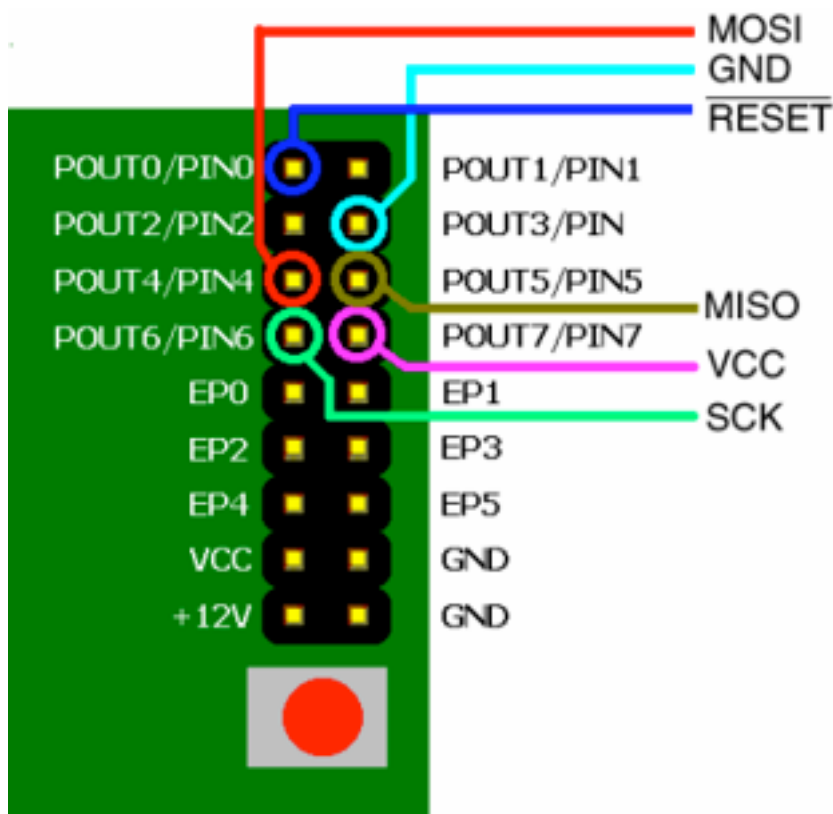 MOSI
GND
RESET
POUT0/PIN0 POUT1/PIN1
POUT2/PIN2 POUT3/PIN
POUT4/PIN4 POUT5/PIN5
MISO
POUT6/PIN6 POUT7/PIN7
VCC
EP0 EP1
SCK
EP2 EP3
EP4 EP5
VCC GND
+12V GND